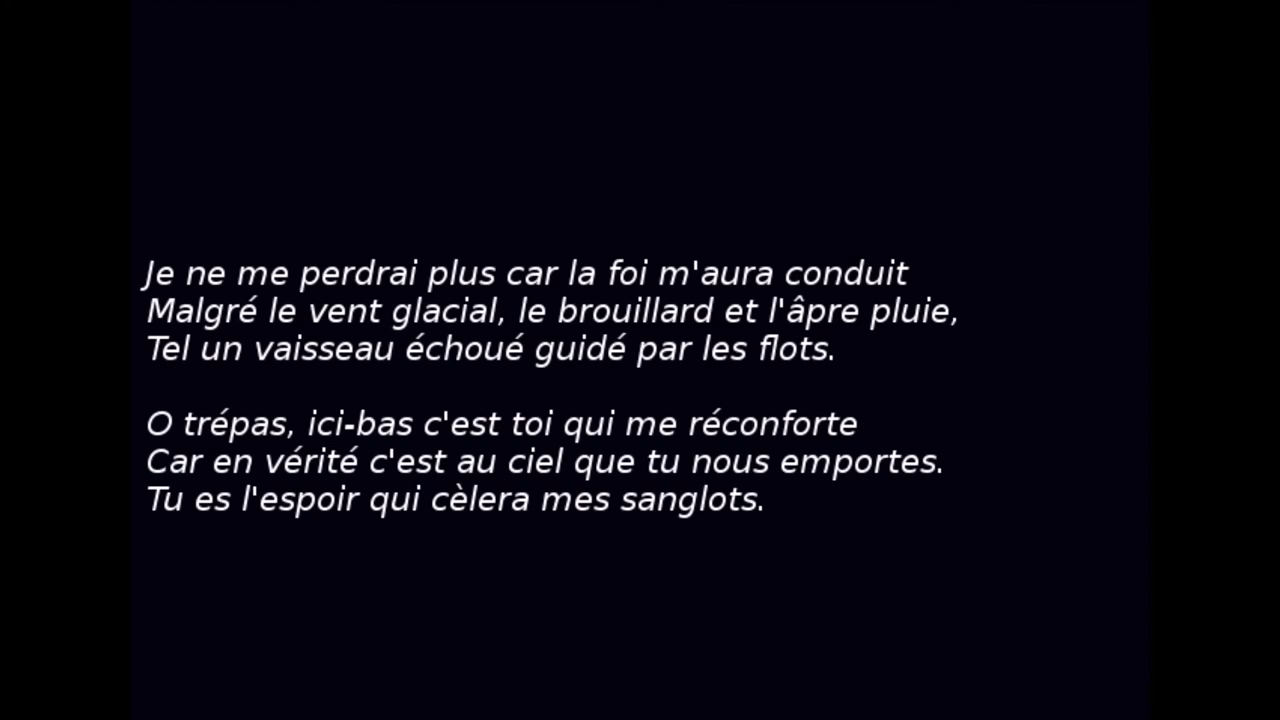 Je ne me perdrai plus car la foi m'aura conduit
Malgré le vent glacial, le brouillard et l'âpre pluie,
Tel un vaisseau échoué guidé par les flots.
O trépas, ici-bas c'est toi qui me réconforte
Car en vérité c'est au ciel que tu nous emportes.
Tu es l'espoir qui cèlera mes sanglots.